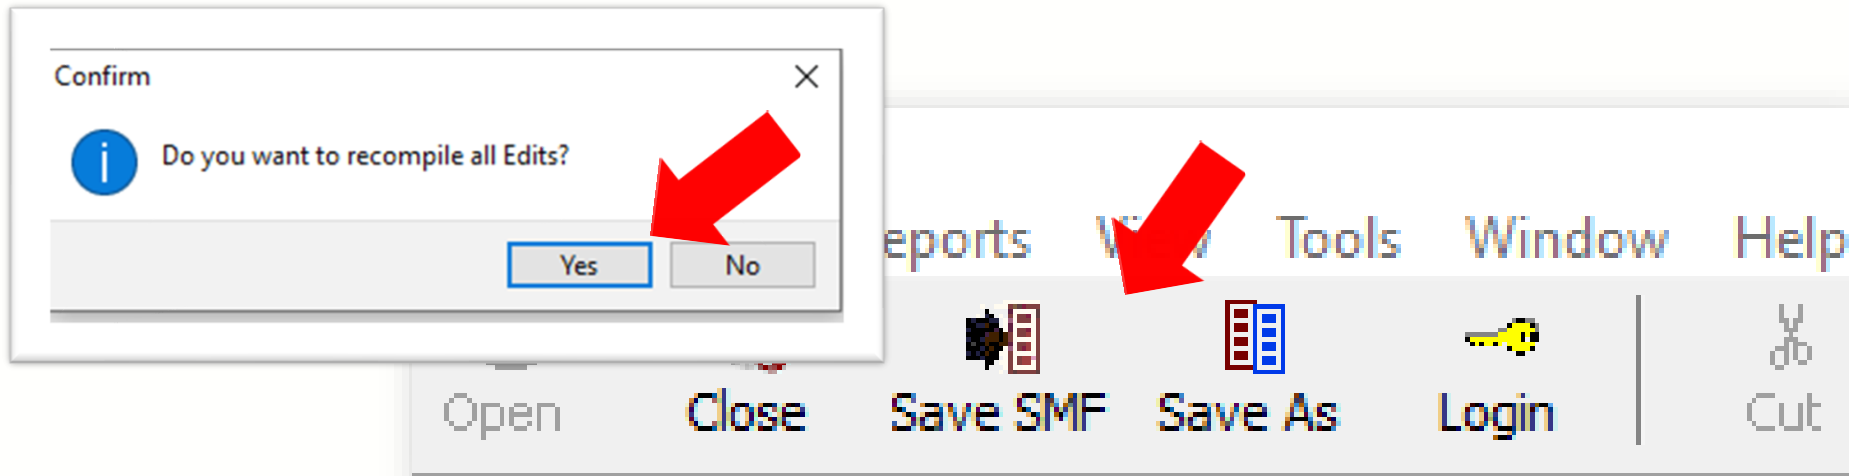 Confirm
Do you want to recompile all Edits?
Yes No
eports Tools Window Help
Open Close Save SMF Save As Login Cut